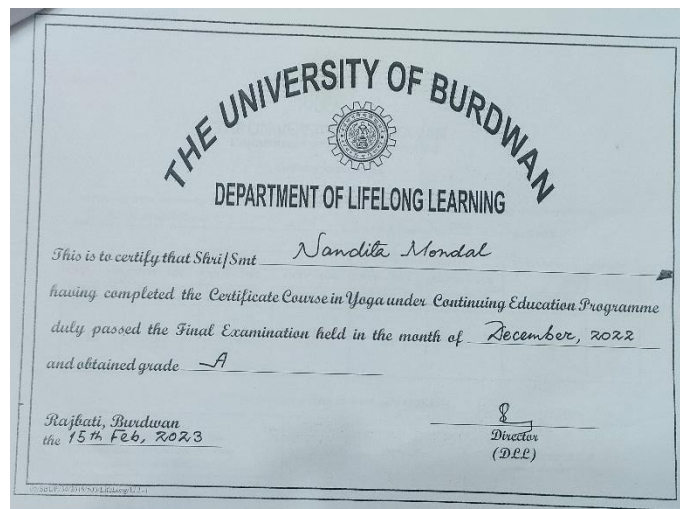 THE UNIVERSITY OF BURDWAN
DEPARTMENT OF LIFELONG LEARNING
This is to certify that Shri/Smt Nandita Mondal
having completed the Certificate Course in Yoga under Continuing Education Programme
duly passed the Final Examination held in the month of December, 2022
and obtained grade A
Rajbati, Burdwan
the 15th Feb, 2023
Director
(DLL)